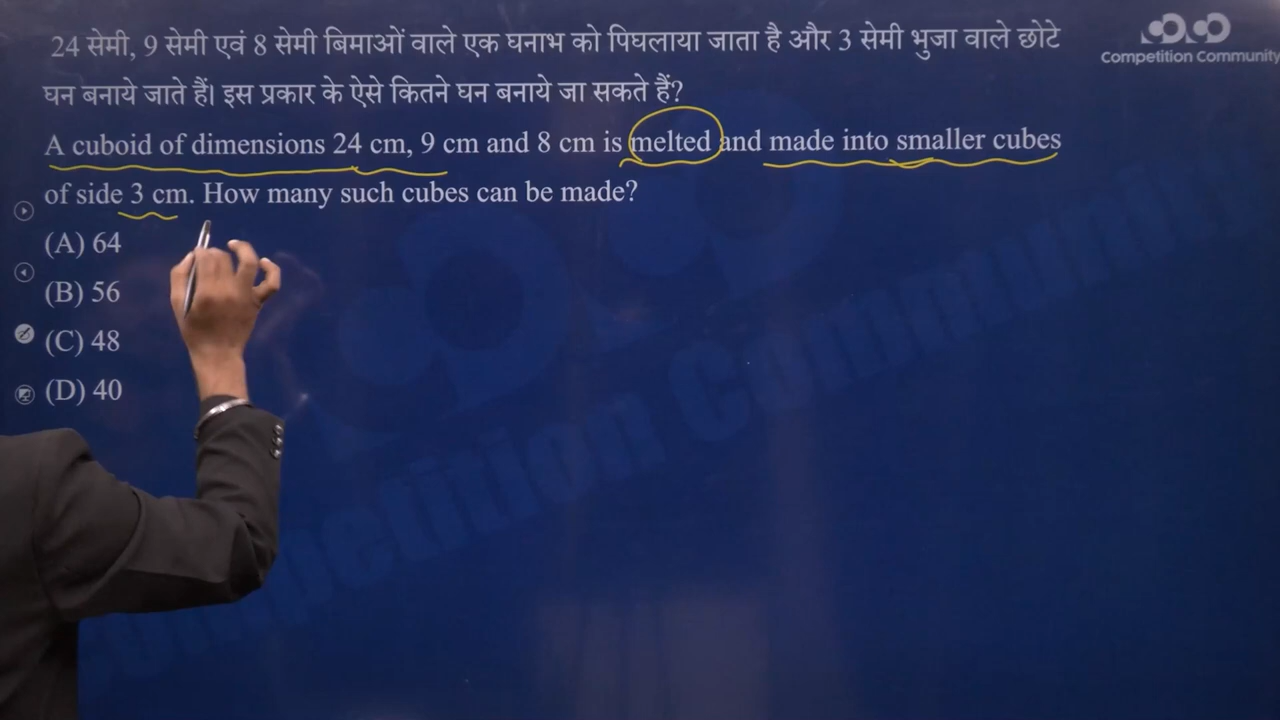 24 सेमी, 9 सेमी एवं 8 सेमी बिमाओं वाले एक घनाभ को पिघलाया जाता है और 3 सेमी भुजा वाले छोटे
घन बनाये जाते हैं। इस प्रकार के ऐसे कितने घन बनाये जा सकते हैं?
A cuboid of dimensions 24 cm, 9 cm and 8 cm is melted and made into smaller cubes
of side 3 cm. How many such cubes can be made?
(A) 64
(B) 56
(C) 48
(D) 40
Competition Community
Competition Community